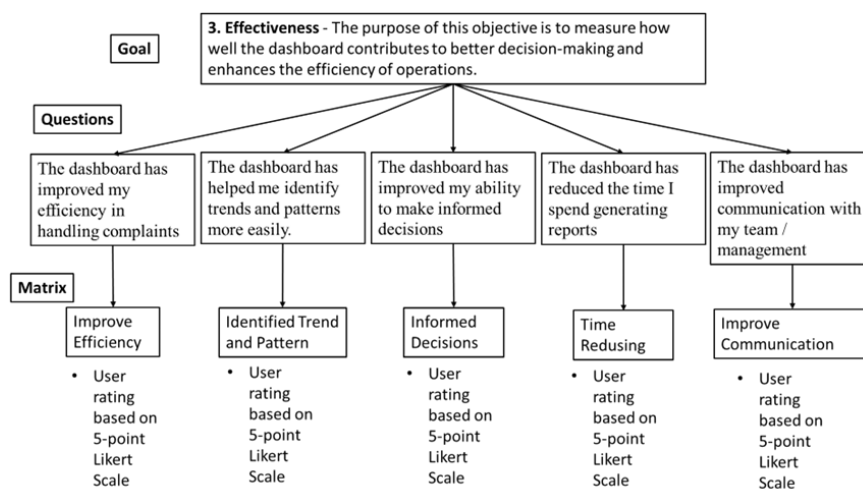 Goal
3. Effectiveness - The purpose of this objective is to measure how
well the dashboard contributes to better decision-making and
enhances the efficiency of operations.
Questions
The dashboard has
improved my
efficiency in
handling complaints
The dashboard has
helped me identify
trends and patterns
more easily.
The dashboard has
improved my ability
to make informed
decisions
The dashboard has
reduced the time I
spend generating
reports
The dashboard has
improved
communication with
my team /
management
Matrix
Improve
Efficiency
Identified Trend
and Pattern
Informed
Decisions
Time
Redusing
Improve
Communication
• User
rating
based on
5-point
Likert
Scale
• User
rating
based on
5-point
Likert
Scale
• User
rating
based on
5-point
Likert
Scale
• User
rating
based on
5-point
Likert
Scale
• User
rating
based on
5-point
Likert
Scale